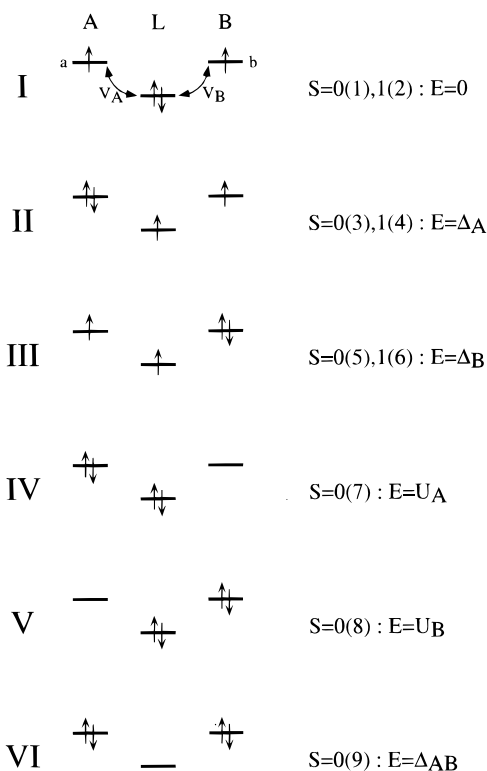 A L B
a b
I V_A V_B S=0(1),1(2) : E=0
II S=0(3),1(4) : E=Δ_A
III S=0(5),1(6) : E=Δ_B
IV S=0(7) : E=U_A
V S=0(8) : E=U_B
VI S=0(9) : E=Δ_AB